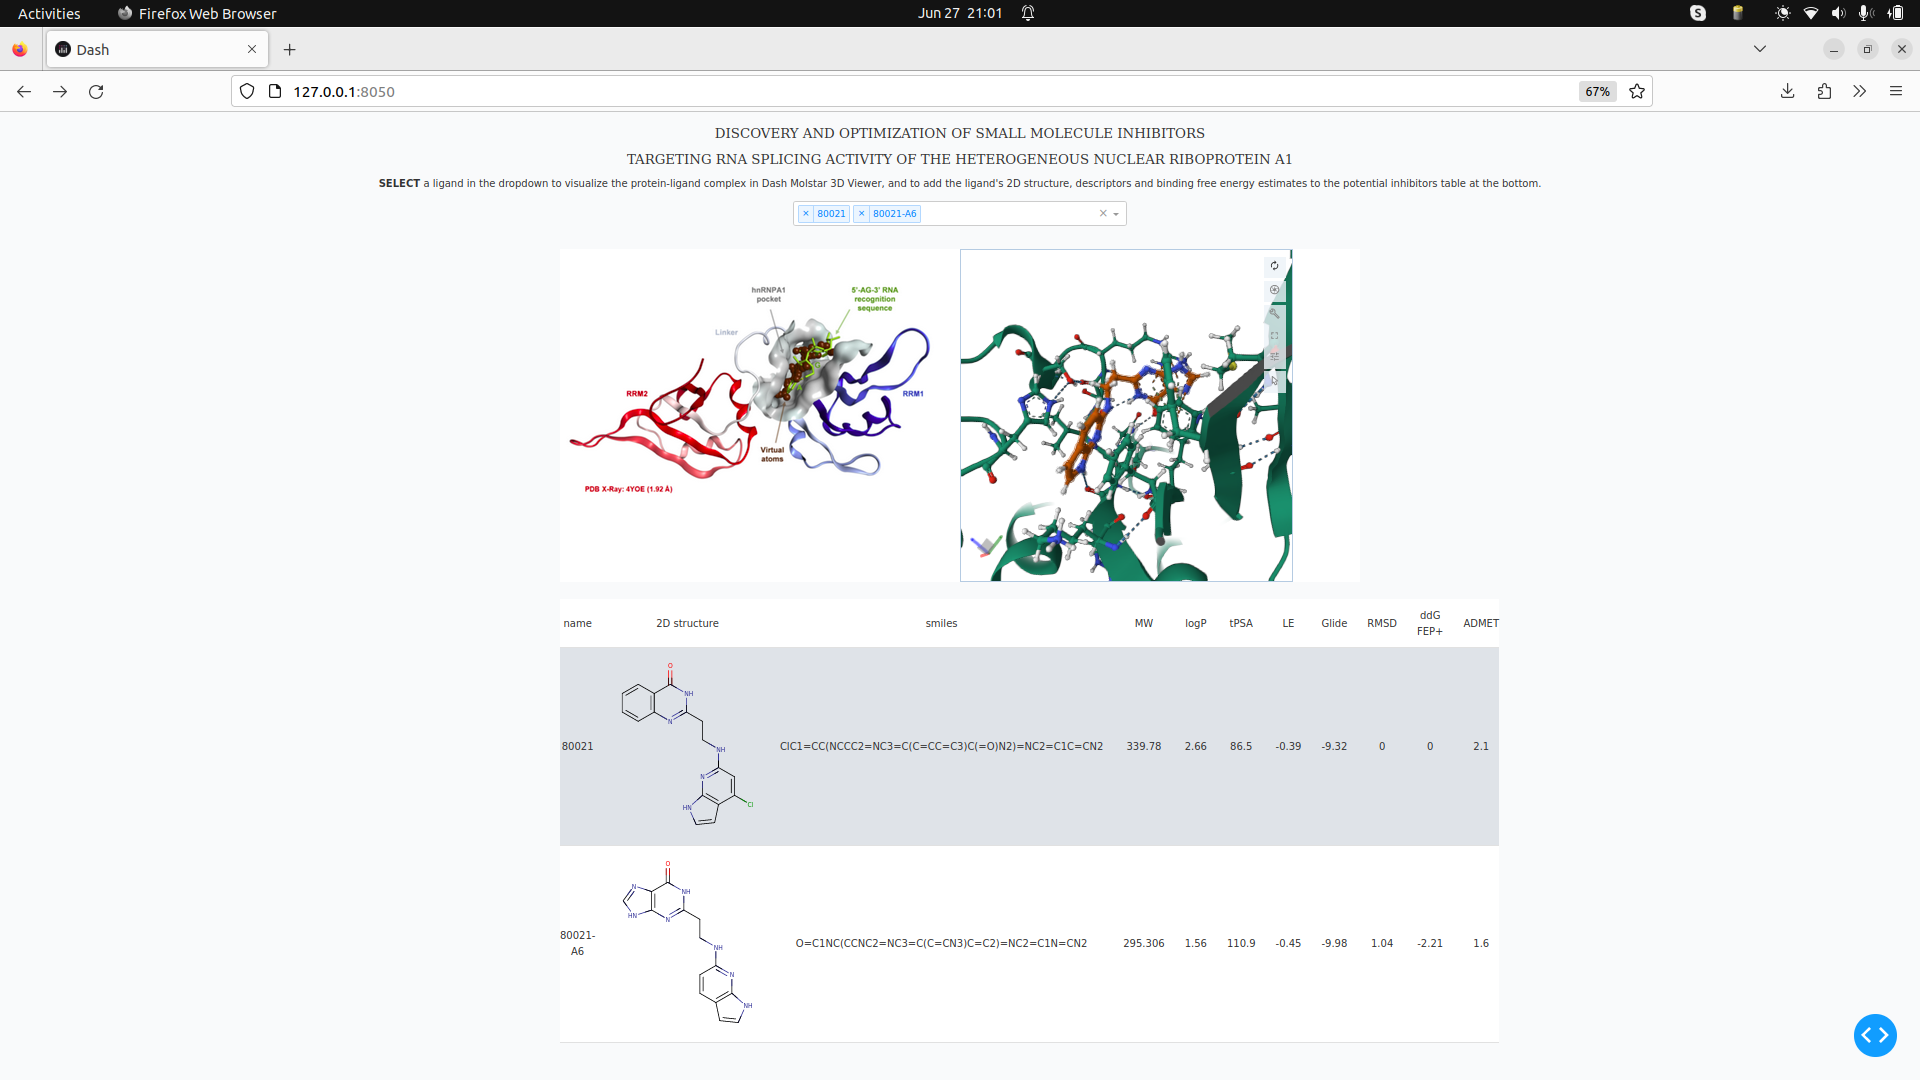 Activities
Firefox Web Browser
Jun 27 21:01
S
Dash
127.0.0.1:8050
67%
DISCOVERY AND OPTIMIZATION OF SMALL MOLECULE INHIBITORS
TARGETING RNA SPLICING ACTIVITY OF THE HETEROGENEOUS NUCLEAR RIBOPROTEIN A1
SELECT a ligand in the dropdown to visualize the protein-ligand complex in Dash Molstar 3D Viewer, and to add the ligand's 2D structure, descriptors and binding free energy estimates to the potential inhibitors table at the bottom.
× 80021 × 80021-A6 ×
hnRNPA1
pocket
5'-AG-3' RNA
recognition
sequence
Linker
RRM2
RRM1
Virtual
atoms
PDB X-Ray: 4YOE (1.92 Å)
name 2D structure smiles MW logP tPSA LE Glide RMSD ddG FEP+ ADMET
80021 ClC1=CC(NCCC2=NC3=C(C=CC=C3)C(=O)N2)=NC2=C1C=CN2 339.78 2.66 86.5 -0.39 -9.32 0 0 2.1
O
NH
N
NH
N
HN
Cl
80021-
A6
O=C1NC(CCNC2=NC3=C(C=CN3)C=C2)=NC2=C1N=CN2 295.306 1.56 110.9 -0.45 -9.98 1.04 -2.21 1.6
O
N
NH
HN
N
NH
N
NH